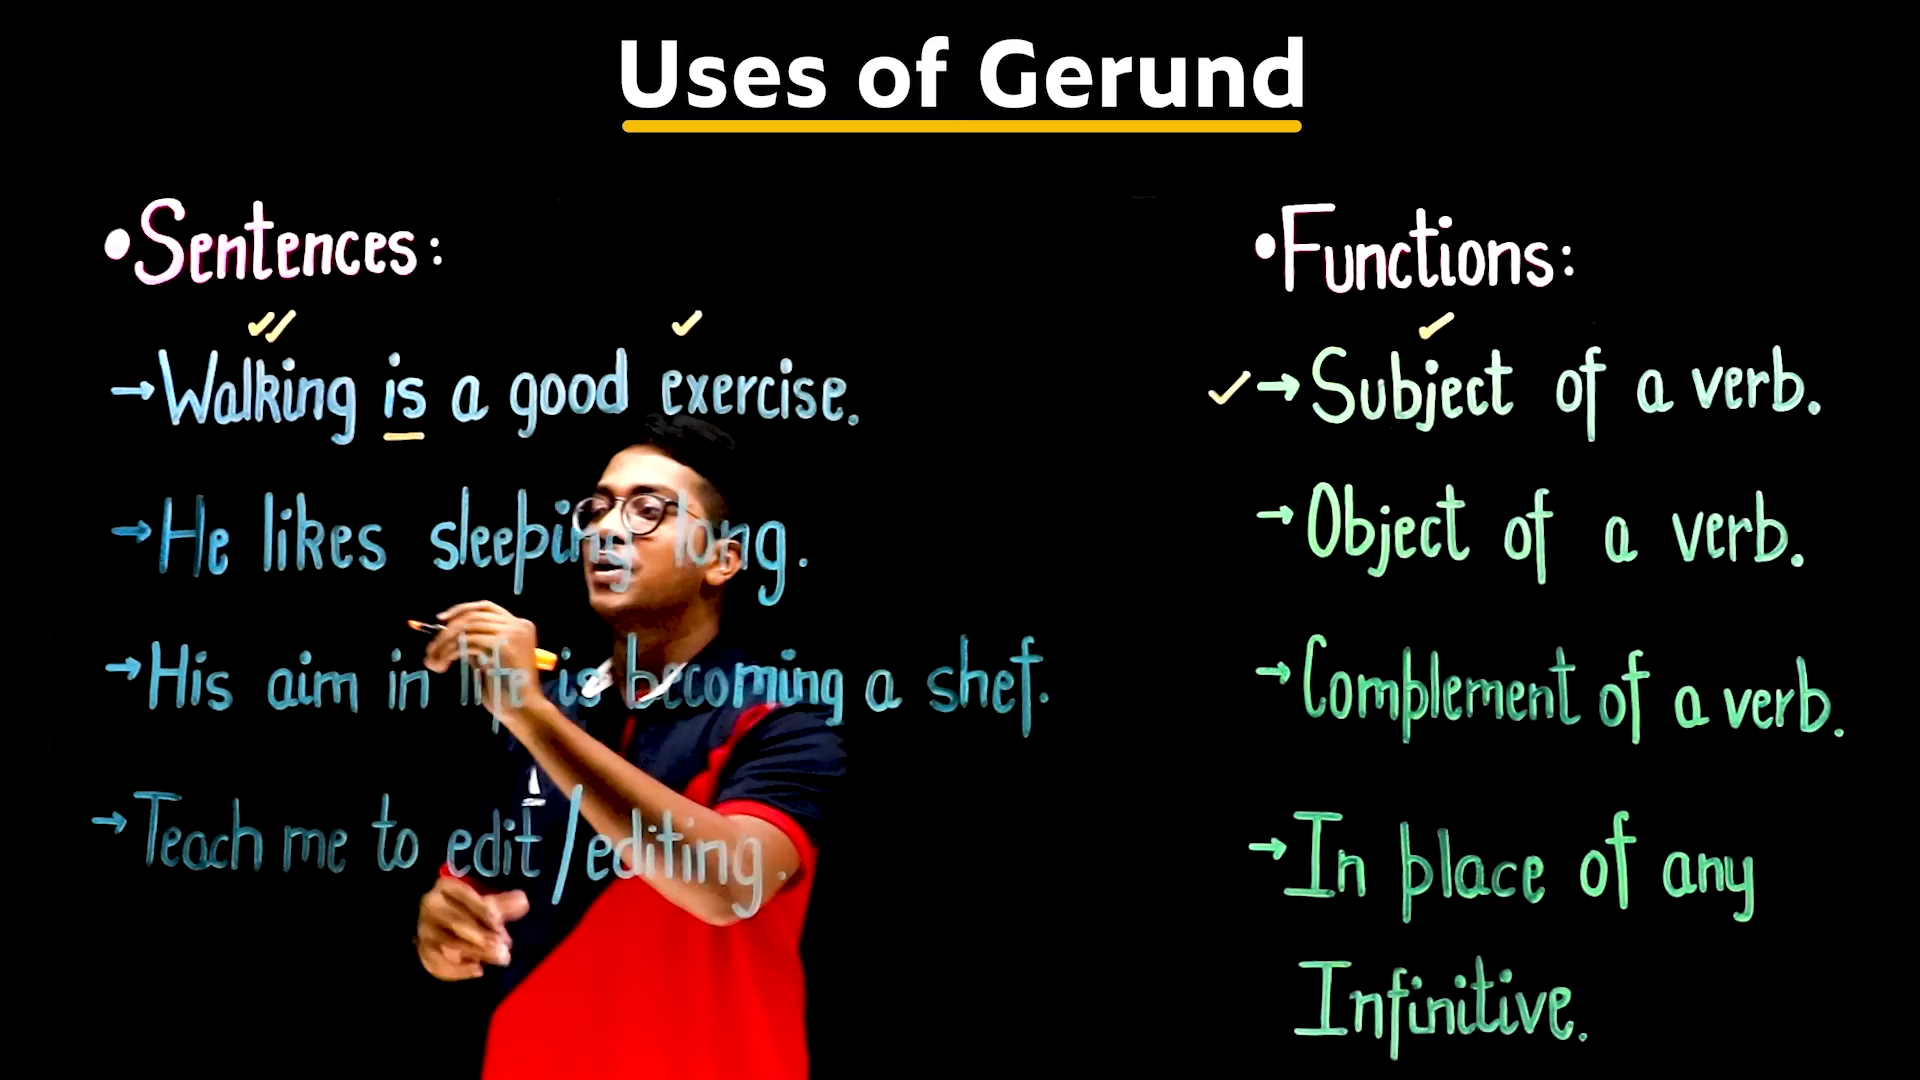 Uses of Gerund
•Sentences:
→Walking is a good exercise.
→He likes sleeping long.
→His aim in life is becoming a shef.
→Teach me to edit/editing.
•Functions:
→Subject of a verb.
→Object of a verb.
→Complement of a verb.
→In place of any
Infinitive.